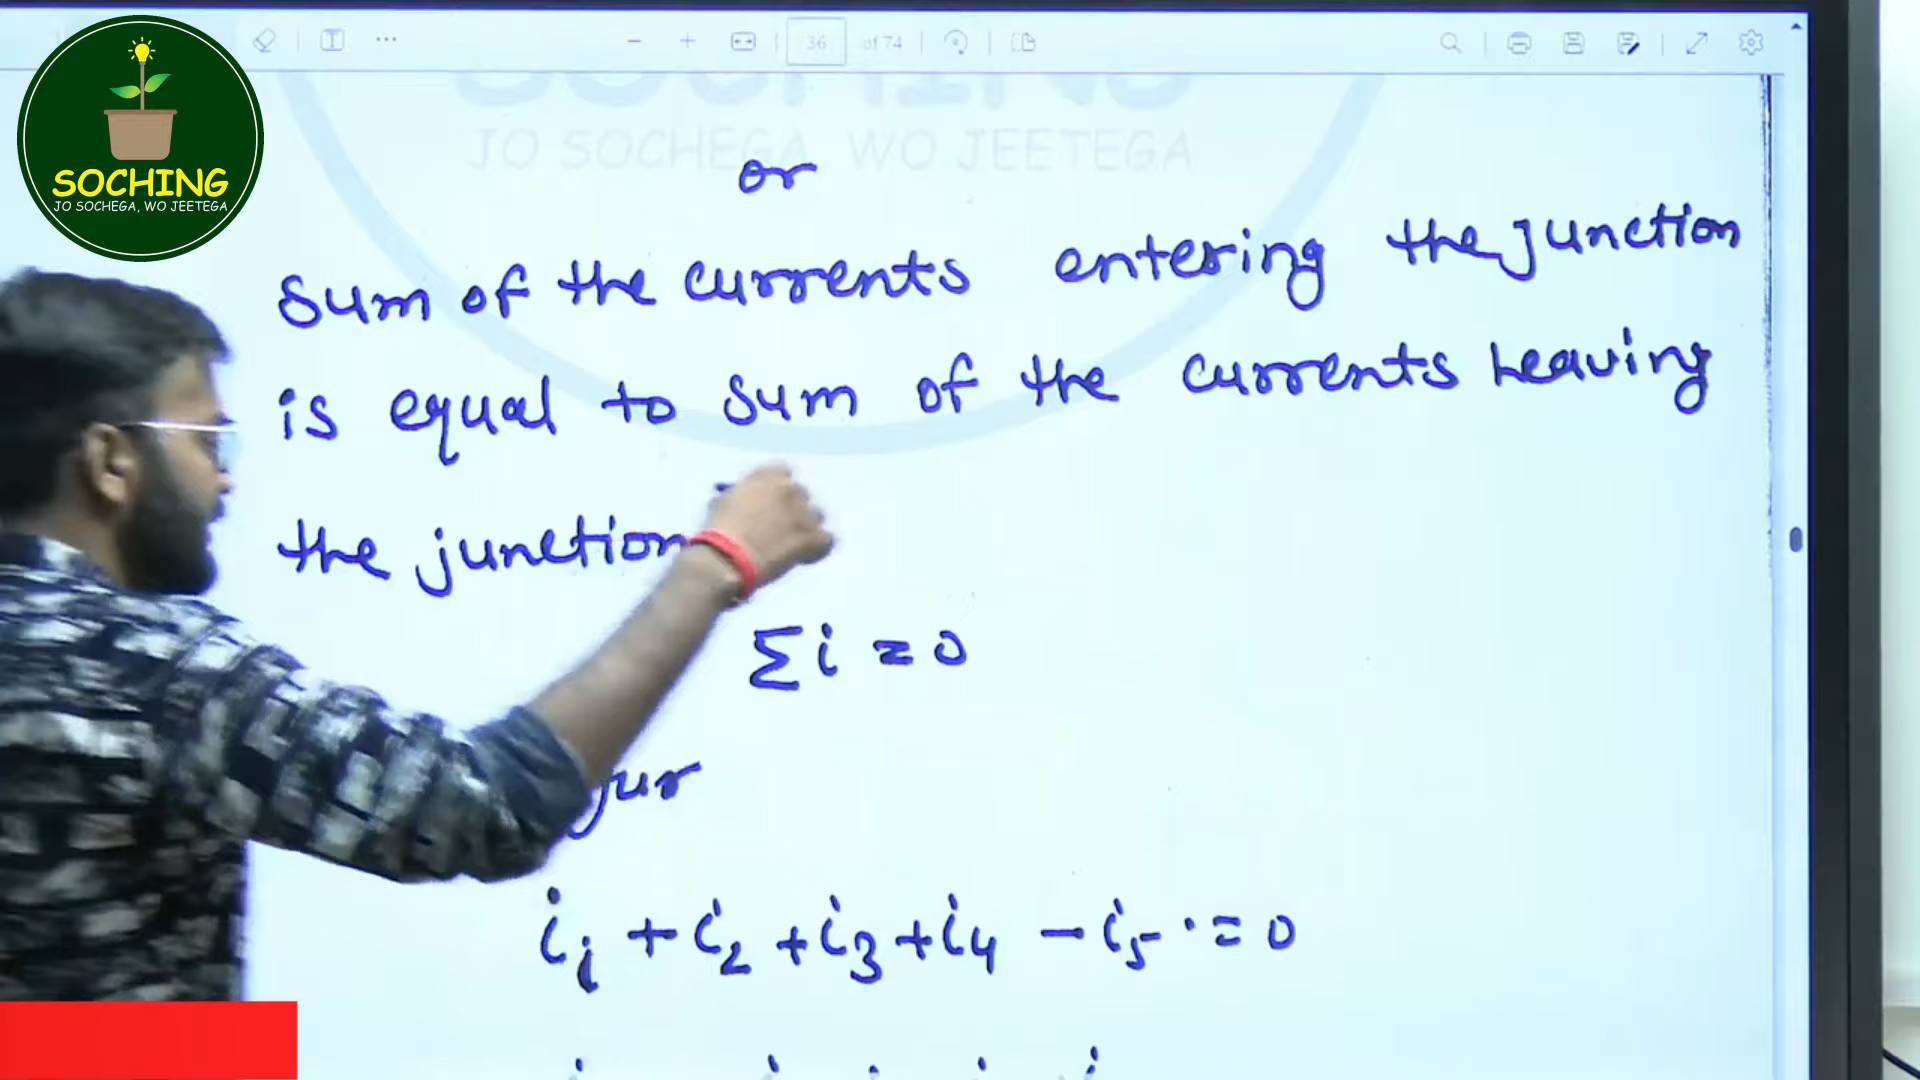 36 of 74
SOCHING
JO SOCHEGA, WO JEETEGA
JO SOCHEGA, WO JEETEGA
or
Sum of the currents entering the junction
is equal to sum of the currents leaving
the junction
Σi = 0
i₁ + i₂ + i₃ + i₄ - i₅ = 0